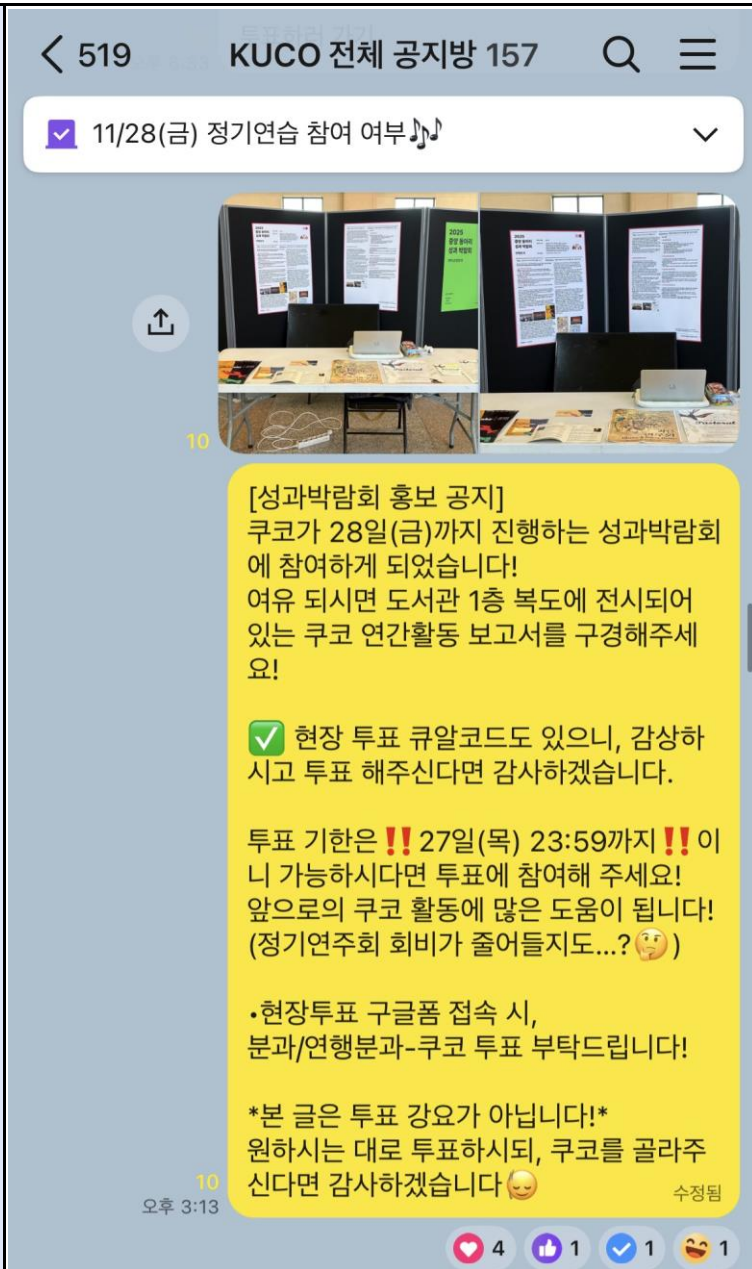 519
KUCO 전체 공지방 157
11/28(금) 정기연습 참여 여부🎶
2025
중앙 동아리
성과 박람회
10
[성과박람회 홍보 공지]
쿠코가 28일(금)까지 진행하는 성과박람회
에 참여하게 되었습니다!
여유 되시면 도서관 1층 복도에 전시되어
있는 쿠코 연간활동 보고서를 구경해주세
요!
✅ 현장 투표 큐알코드도 있으니, 감상하
시고 투표 해주신다면 감사하겠습니다.
투표 기한은‼️27일(목) 23:59까지‼️이
니 가능하시다면 투표에 참여해 주세요!
앞으로의 쿠코 활동에 많은 도움이 됩니다!
(정기연주회 회비가 줄어들지도...?🤔)
•현장투표 구글폼 접속 시,
분과/연행분과-쿠코 투표 부탁드립니다!
*본 글은 투표 강요가 아닙니다!*
원하시는 대로 투표하시되, 쿠코를 골라주
신다면 감사하겠습니다😌
수정됨
10
오후 3:13
4 1 1 1